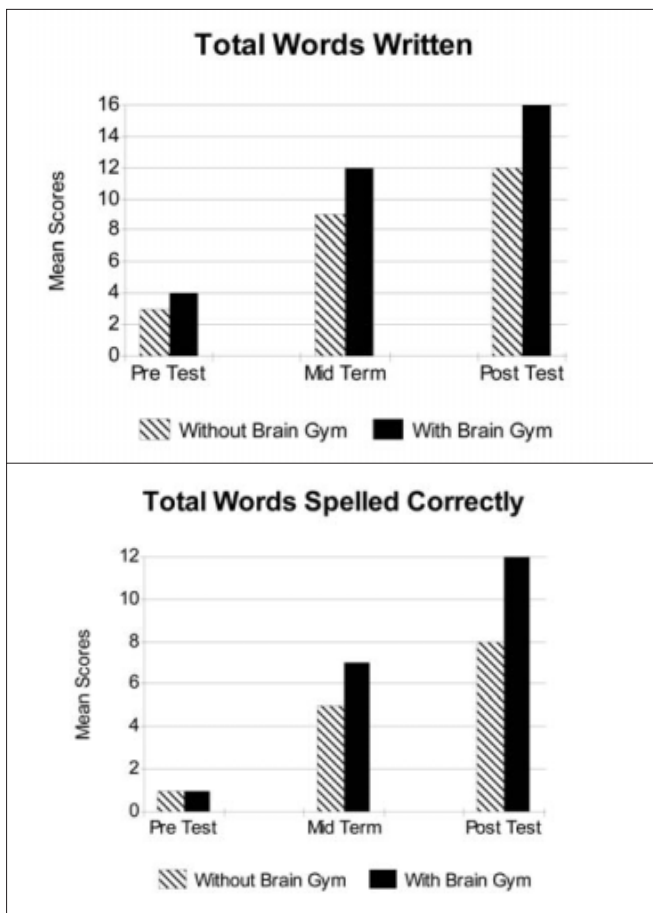 Total Words Written
Mean Scores
16
14
12
10
8
6
4
2
0
Pre Test Mid Term Post Test
Without Brain Gym With Brain Gym
Total Words Spelled Correctly
Mean Scores
12
10
8
6
4
2
0
Pre Test Mid Term Post Test
Without Brain Gym With Brain Gym